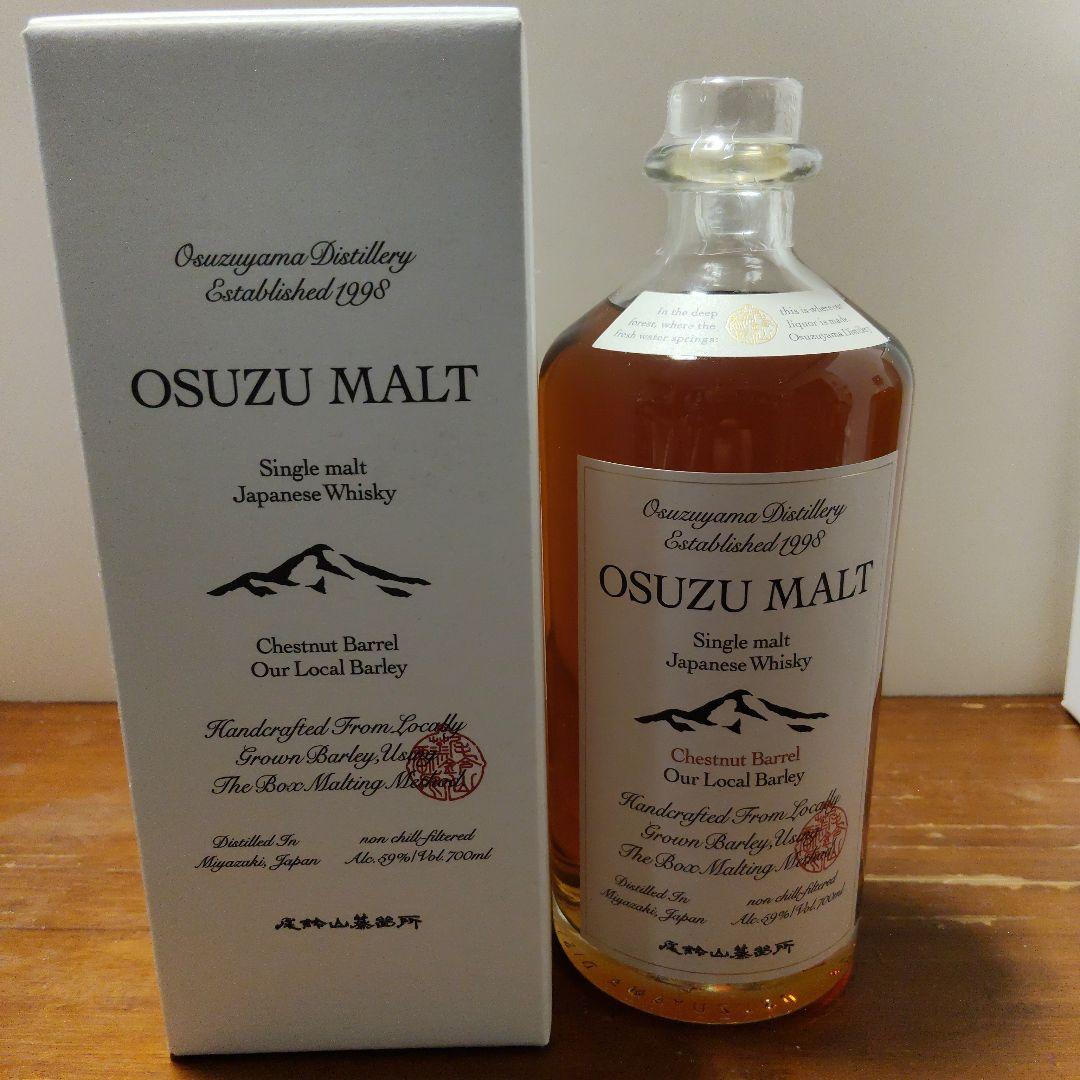 Osuzuyama Distillery
Established 1998
OSUZU MALT
Single malt
Japanese Whisky
Chestnut Barrel
Our Local Barley
Handcrafted From Locally
Grown Barley, Using
The Box Malting Method
Distilled In
Miyazaki, Japan
non chill-filtered
Alc.59%/Vol.700ml
尾鈴山蒸留所
In the deep
forest, where the
fresh water springs:
this is where our
liquor is made
Osuzuyama Distillery
Osuzuyama Distillery
Established 1998
OSUZU MALT
Single malt
Japanese Whisky
Chestnut Barrel
Our Local Barley
Handcrafted From Locally
Grown Barley, Using
The Box Malting Method
Distilled In
Miyazaki, Japan
non chill-filtered
Alc.59%/Vol.700ml
尾鈴山蒸留所